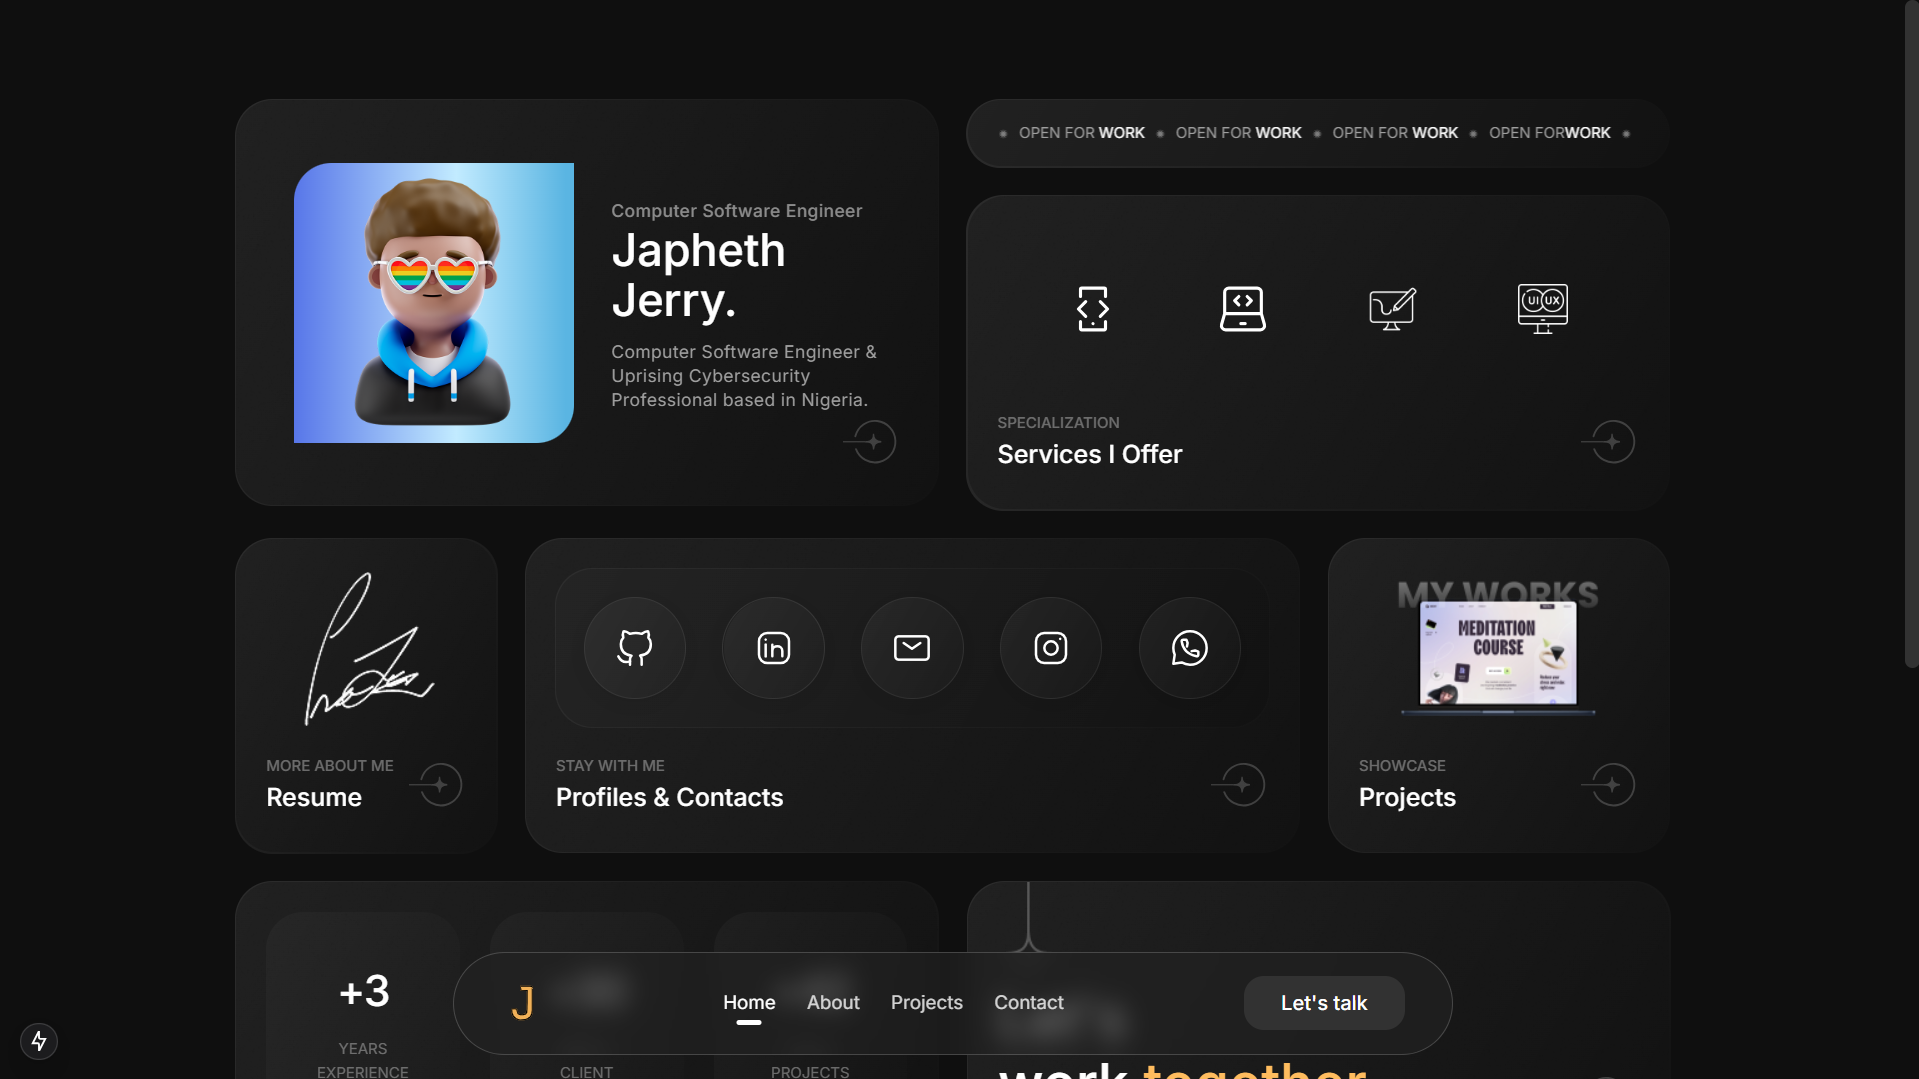 OPEN FOR WORK OPEN FOR WORK OPEN FOR WORK OPEN FORWORK
Computer Software Engineer
Japheth
Jerry.
Computer Software Engineer &
Uprising Cybersecurity
Professional based in Nigeria.
UI UX
SPECIALIZATION
Services I Offer
MORE ABOUT ME
Resume
in
STAY WITH ME
Profiles & Contacts
MY WORKS
MEDITATION
COURSE
SHOWCASE
Projects
+3
YEARS
EXPERIENCE
CLIENT
PROJECTS
J
Home
About
Projects
Contact
Let's talk
work together